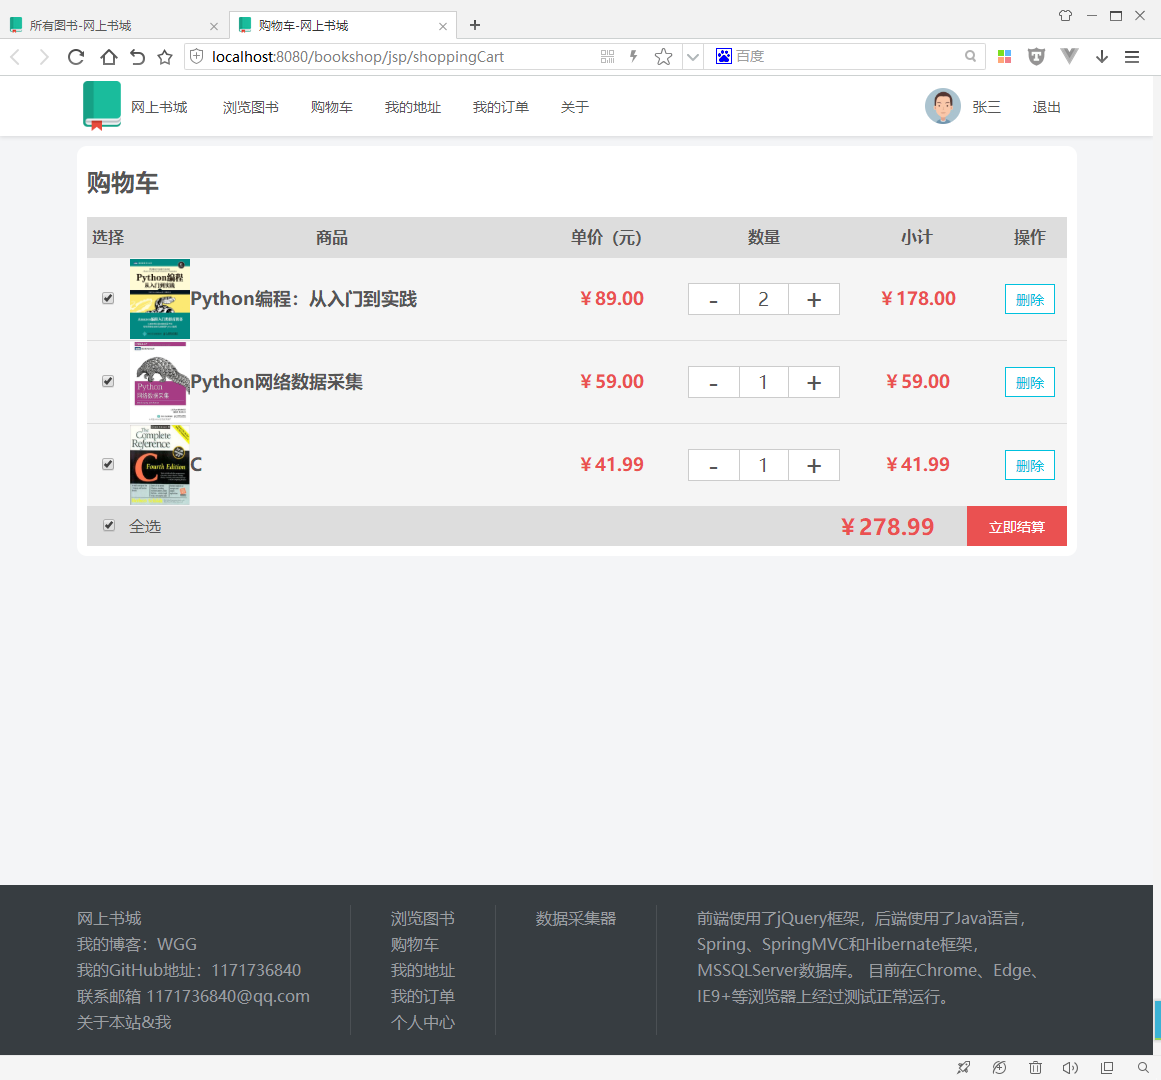 所有图书-网上书城
购物车-网上书城
localhost:8080/bookshop/jsp/shoppingCart
百度
网上书城 浏览图书 购物车 我的地址 我的订单 关于 张三 退出
购物车
选择 商品 单价（元） 数量 小计 操作
Python编程
从入门到实践
Python编程：从入门到实践 ￥89.00 - 2 + ￥178.00 删除
Python
网络数据采集
Python网络数据采集 ￥59.00 - 1 + ￥59.00 删除
The
Complete
Reference
C Fourth Edition
C ￥41.99 - 1 + ￥41.99 删除
全选 ￥278.99 立即结算
网上书城
我的博客：WGG
我的GitHub地址：1171736840
联系邮箱 1171736840@qq.com
关于本站&我
浏览图书
购物车
我的地址
我的订单
个人中心
数据采集器
前端使用了jQuery框架，后端使用了Java语言，
Spring、SpringMVC和Hibernate框架，
MSSQLServer数据库。 目前在Chrome、Edge、
IE9+等浏览器上经过测试正常运行。